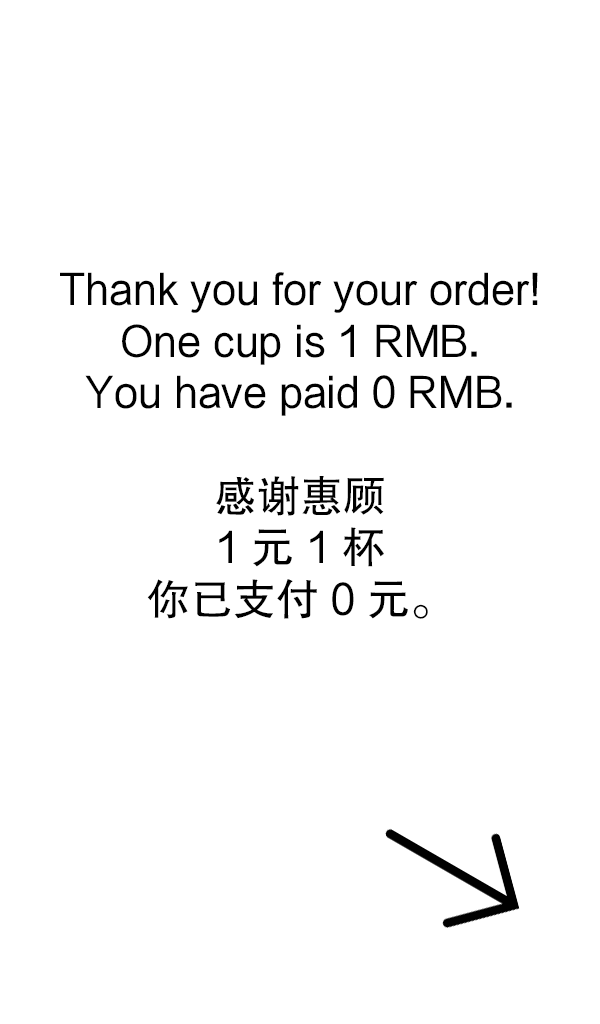 Thank you for your order!
One cup is 1 RMB.
You have paid 0 RMB.
感谢惠顾
1 元 1 杯
你已支付 0 元。